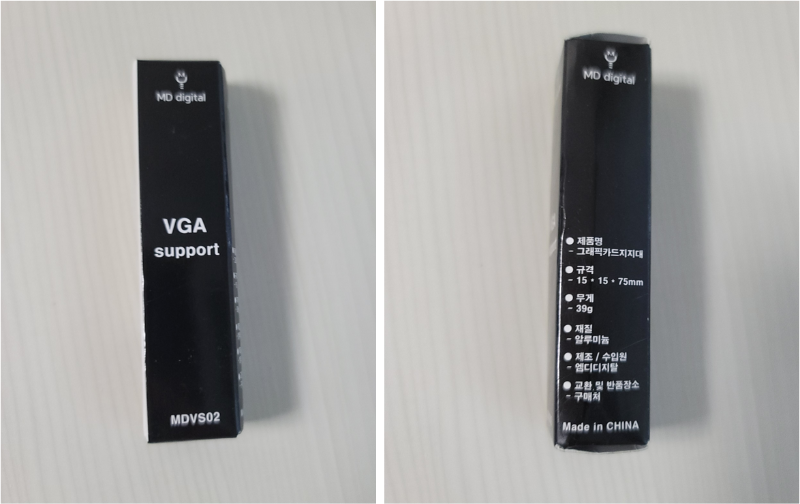 MD digital
VGA
support
MDVS02
MD digital
● 제품명
- 그래픽카드지지대
● 규격
- 15 * 15 * 75mm
● 무게
- 39g
● 재질
- 알루미늄
● 제조 / 수입원
- 엠디디지탈
● 교환 및 반품장소
- 구매처
Made in CHINA